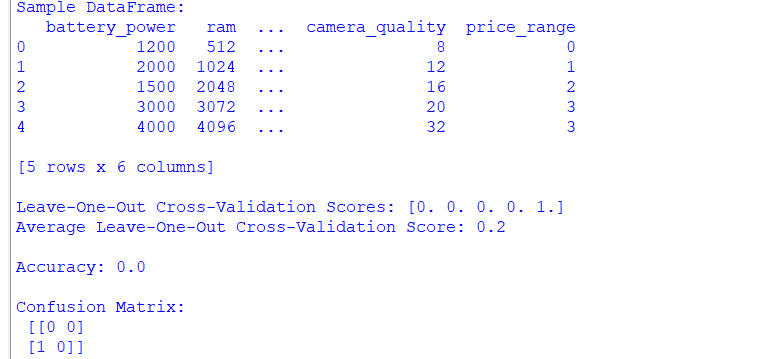 Sample DataFrame:
   battery_power   ram  ...  camera_quality  price_range
0           1200   512  ...               8            0
1           2000  1024  ...              12            1
2           1500  2048  ...              16            2
3           3000  3072  ...              20            3
4           4000  4096  ...              32            3
[5 rows x 6 columns]
Leave-One-Out Cross-Validation Scores: [0. 0. 0. 0. 1.]
Average Leave-One-Out Cross-Validation Score: 0.2
Accuracy: 0.0
Confusion Matrix:
 [[0 0]
 [1 0]]